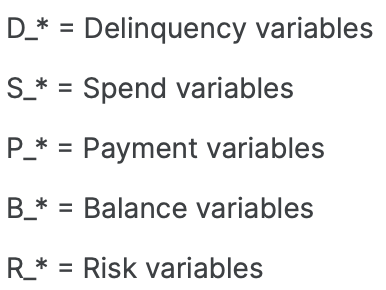 D_* = Delinquency variables
S_* = Spend variables
P_* = Payment variables
B_* = Balance variables
R_* = Risk variables